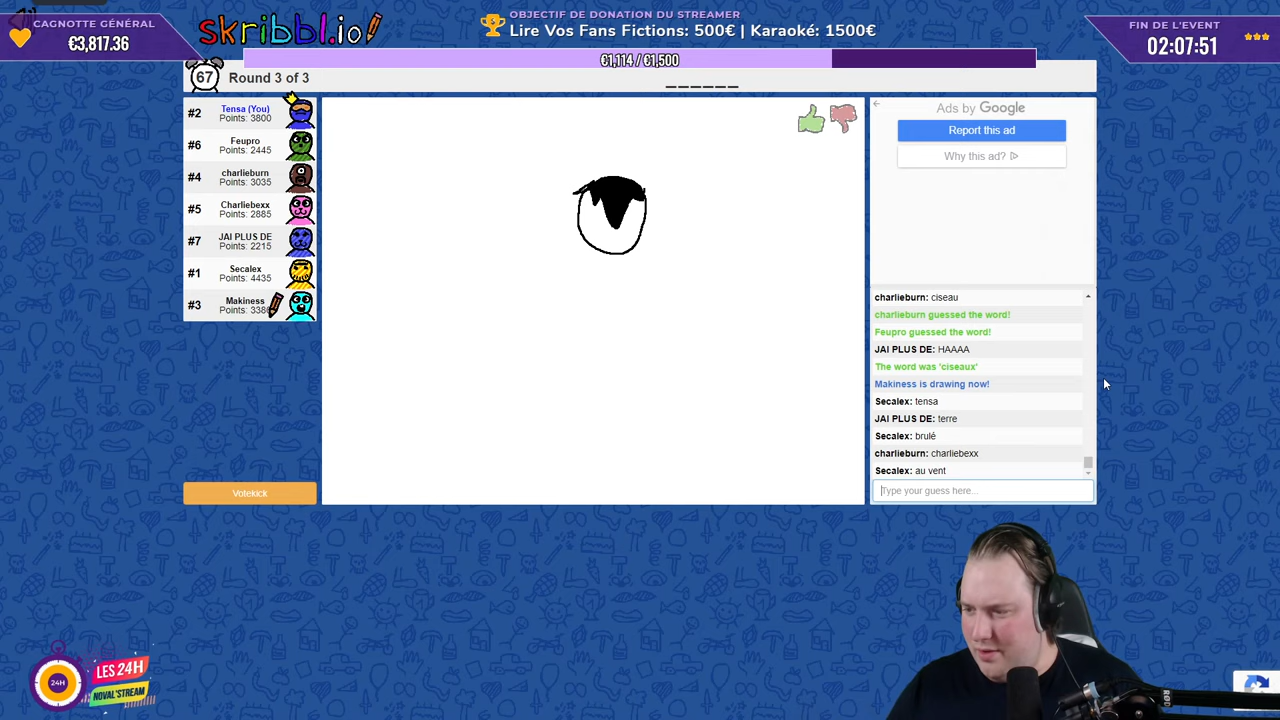 CAGNOTTE GÉNÉRAL
€3,817.36
skribbl.io
OBJECTIF DE DONATION DU STREAMER
Lire Vos Fans Fictions: 500€ | Karaoké: 1500€
€1,114 / €1,500
FIN DE L'EVENT
02:07:51
67
Round 3 of 3
#2
Tensa (You)
Points: 3800
#6
Feupro
Points: 2445
#4
charlieburn
Points: 3035
#5
Charliebexx
Points: 2885
#7
JAI PLUS DE
Points: 2215
#1
Secalex
Points: 4435
#3
Makiness
Points: 338
Votekick
Ads by Google
Report this ad
Why this ad?
charlieburn: ciseau
charlieburn guessed the word!
Feupro guessed the word!
JAI PLUS DE: HAAAA
The word was 'ciseaux'
Makiness is drawing now!
Secalex: tensa
JAI PLUS DE: terre
Secalex: brulé
charlieburn: charliebexx
Secalex: au vent
Type your guess here...
24H
LES 24H
NOVAL'STREAM
RØDE